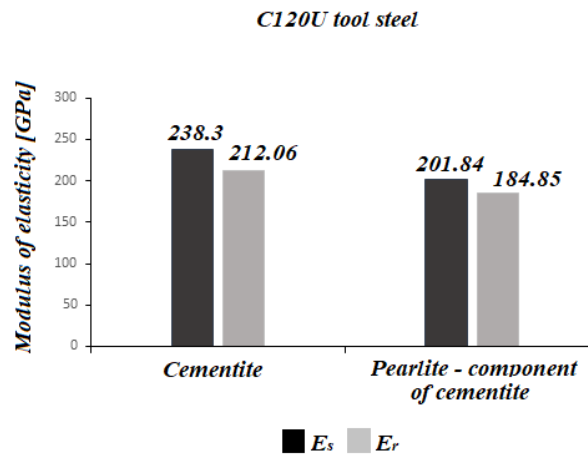 C120U tool steel
Modulus of elasticity [GPa]
300
250
200
150
100
50
0
238.3
212.06
201.84
184.85
Cementite
Pearlite - component
of cementite
Es Er